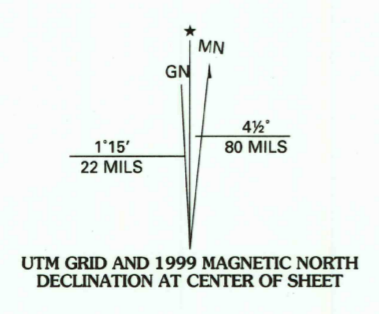 ★
MN
GN
4½°
80 MILS
1°15′
22 MILS
UTM GRID AND 1999 MAGNETIC NORTH
DECLINATION AT CENTER OF SHEET